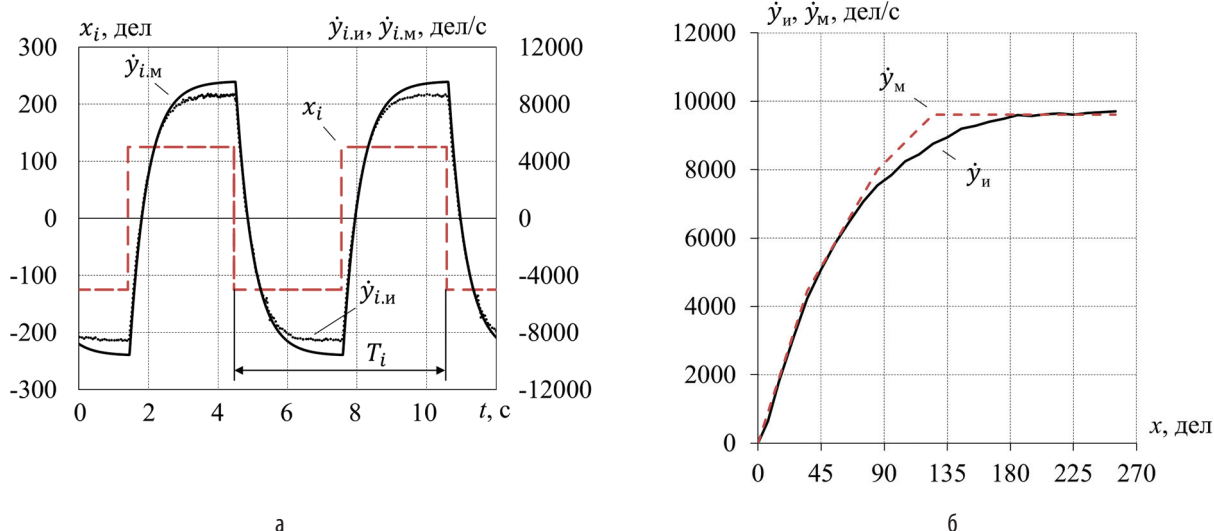 xᵢ, дел
ẏᵢ.и, ẏᵢ.м, дел/с
300
200
100
0
-100
-200
-300
12000
8000
4000
0
-4000
-8000
-12000
ẏᵢ.м
xᵢ
ẏᵢ.и
Tᵢ
0 2 4 6 8 10 t, с
а
ẏи, ẏм, дел/с
12000
10000
8000
6000
4000
2000
0
ẏм
ẏи
x, дел
0 45 90 135 180 225 270
б